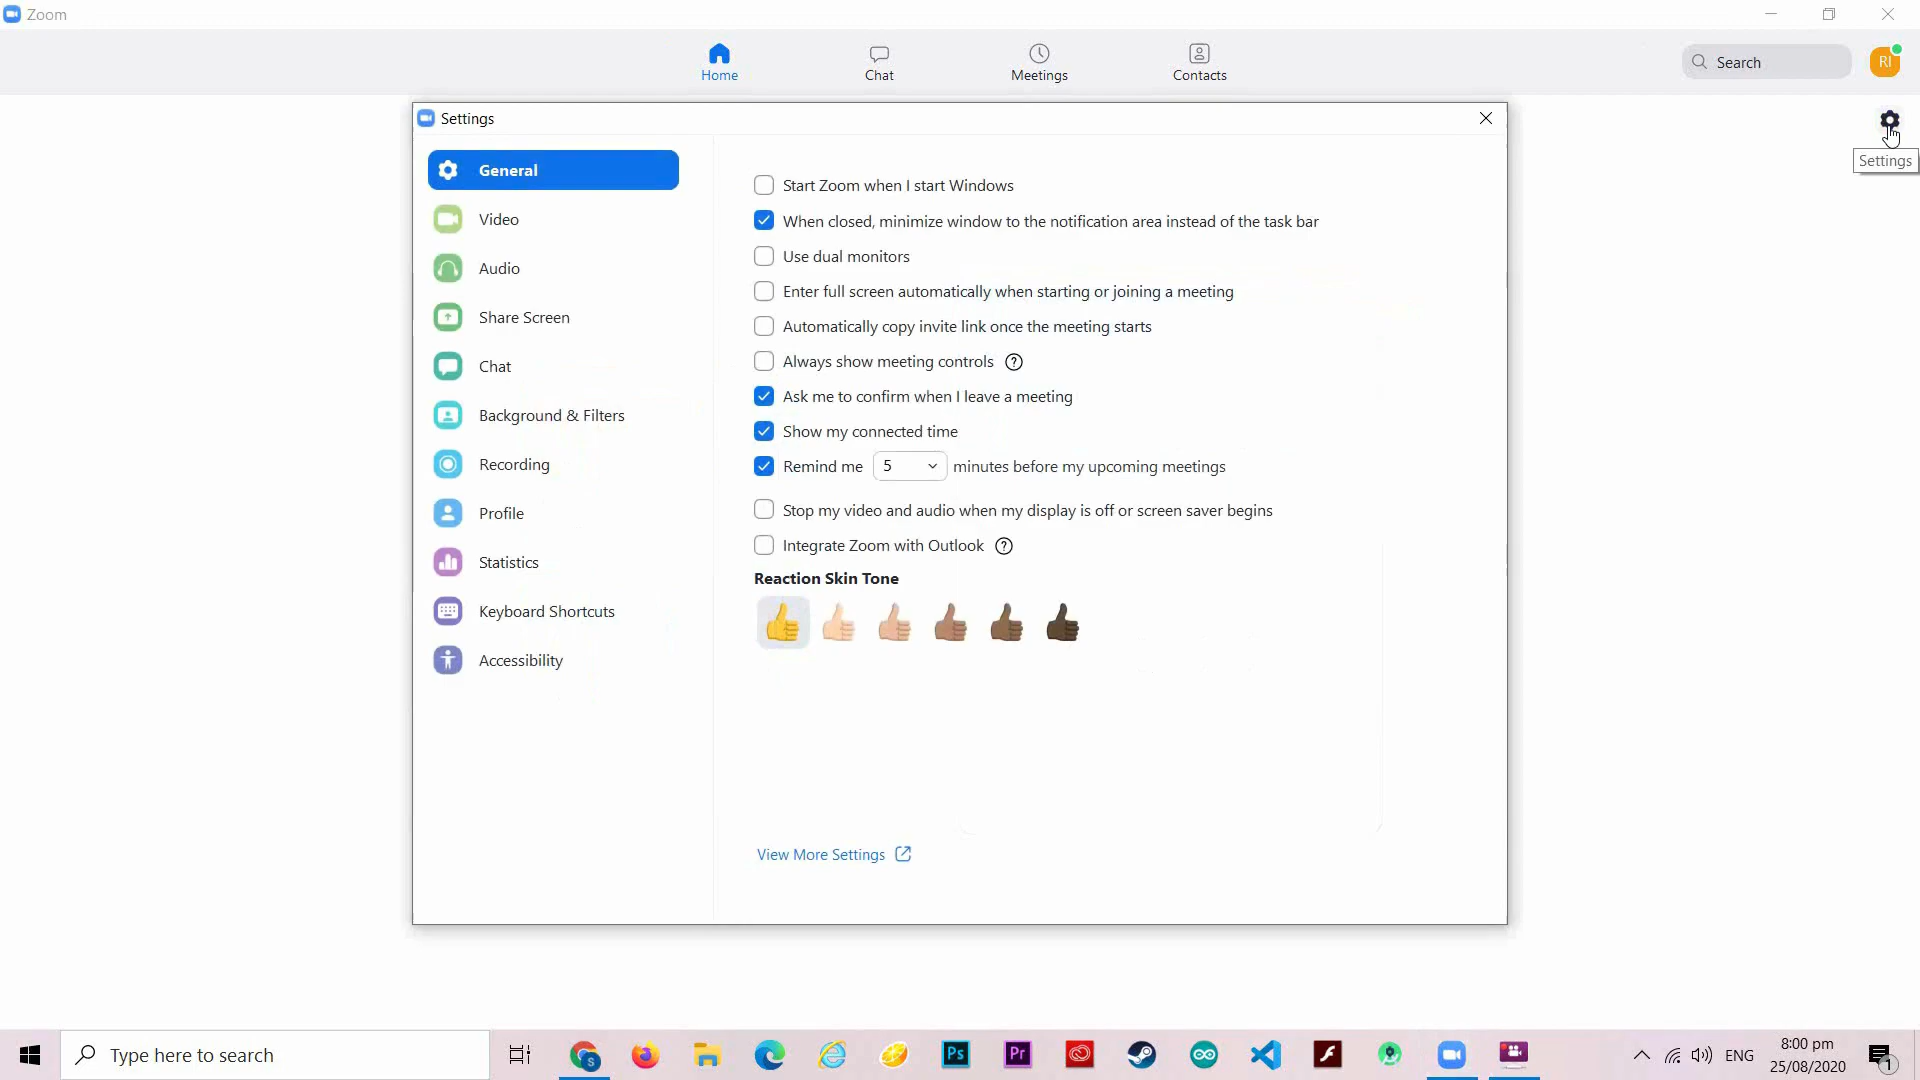 Zoom
Home
Chat
Meetings
Contacts
Search
RI
Settings
Settings
General
Video
Audio
Share Screen
Chat
Background & Filters
Recording
Profile
Statistics
Keyboard Shortcuts
Accessibility
Start Zoom when I start Windows
When closed, minimize window to the notification area instead of the task bar
Use dual monitors
Enter full screen automatically when starting or joining a meeting
Automatically copy invite link once the meeting starts
Always show meeting controls ?
Ask me to confirm when I leave a meeting
Show my connected time
Remind me 5 minutes before my upcoming meetings
Stop my video and audio when my display is off or screen saver begins
Integrate Zoom with Outlook ?
Reaction Skin Tone
View More Settings
Type here to search
S
Ps
Pr
ENG
8:00 pm
25/08/2020
1